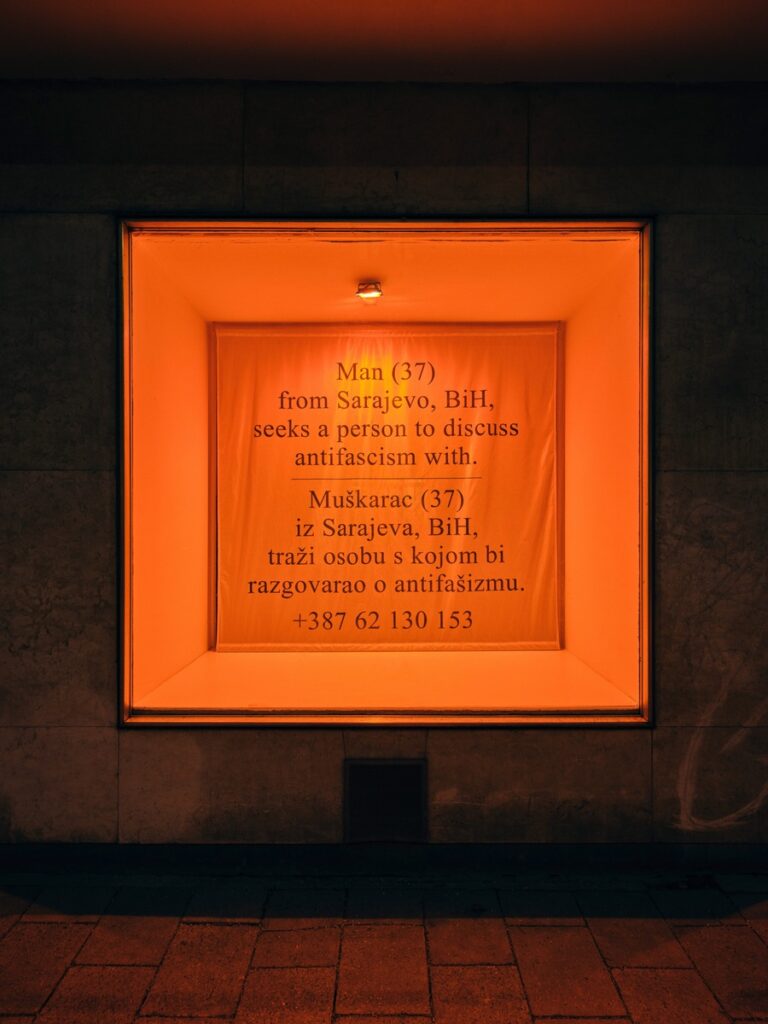 Man (37)
from Sarajevo, BiH,
seeks a person to discuss
antifascism with.
Muškarac (37)
iz Sarajeva, BiH,
traži osobu s kojom bi
razgovarao o antifašizmu.
+387 62 130 153